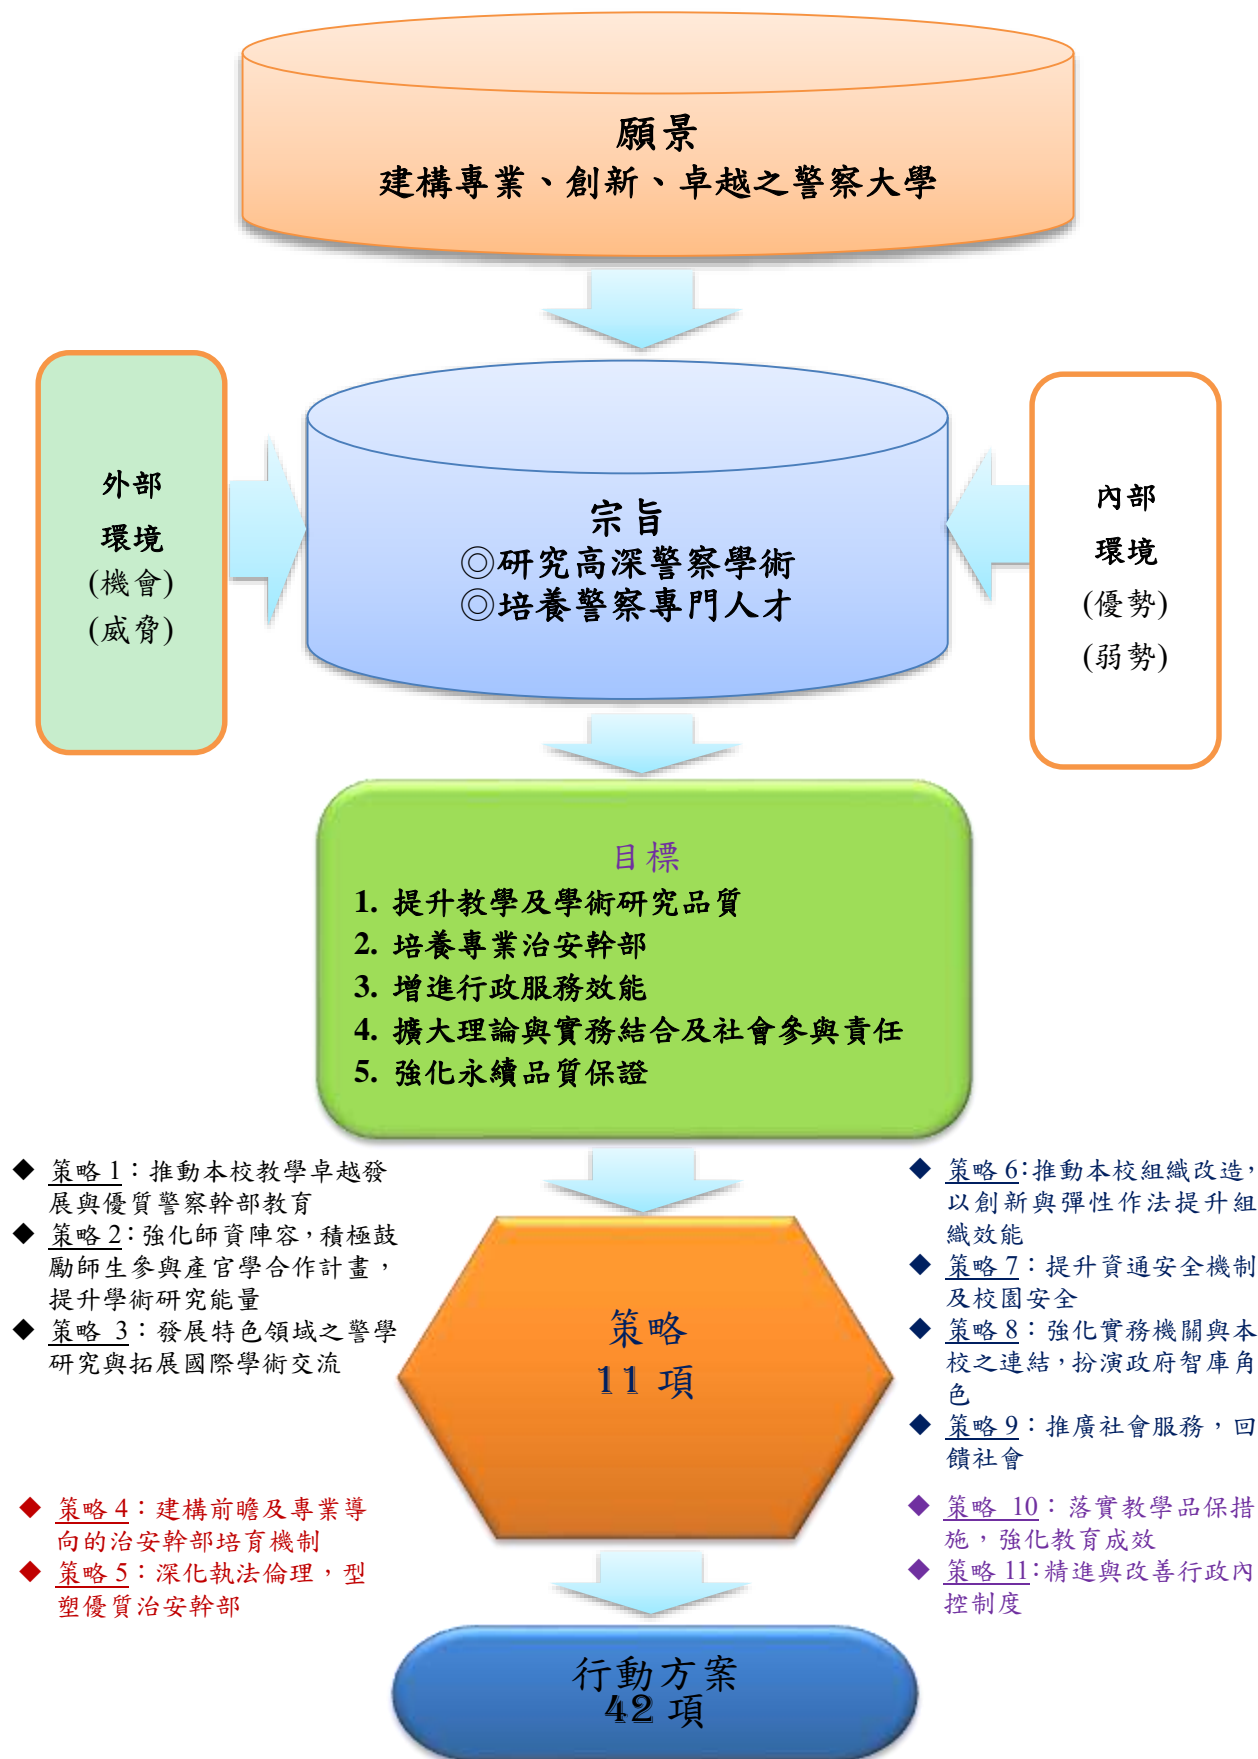 願景
建構專業、創新、卓越之警察大學
外部
環境
(機會)
(威脅)
宗旨
◎研究高深警察學術
◎培養警察專門人才
內部
環境
(優勢)
(弱勢)
目標
1. 提升教學及學術研究品質
2. 培養專業治安幹部
3. 增進行政服務效能
4. 擴大理論與實務結合及社會參與責任
5. 強化永續品質保證
◆ 策略 1：推動本校教學卓越發
展與優質警察幹部教育
◆ 策略 2：強化師資陣容，積極鼓
勵師生參與產官學合作計畫，
提升學術研究能量
◆ 策略 3：發展特色領域之警學
研究與拓展國際學術交流
◆ 策略 4：建構前瞻及專業導
向的治安幹部培育機制
◆ 策略 5：深化執法倫理，型
塑優質治安幹部
策略
11 項
◆ 策略 6：推動本校組織改造，
以創新與彈性作法提升組
織效能
◆ 策略 7：提升資通安全機制
及校園安全
◆ 策略 8：強化實務機關與本
校之連結，扮演政府智庫角
色
◆ 策略 9：推廣社會服務，回
饋社會
◆ 策略 10：落實教學品保措
施，強化教育成效
◆ 策略 11：精進與改善行政內
控制度
行動方案
42 項